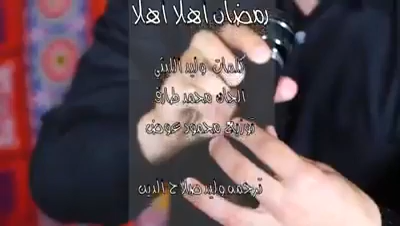 رمضان اهلا اهلا
كلمات وليد الليثي
الحان محمد طارق
توزيع محمود عوض
ترجمه وليد صلاح الدين